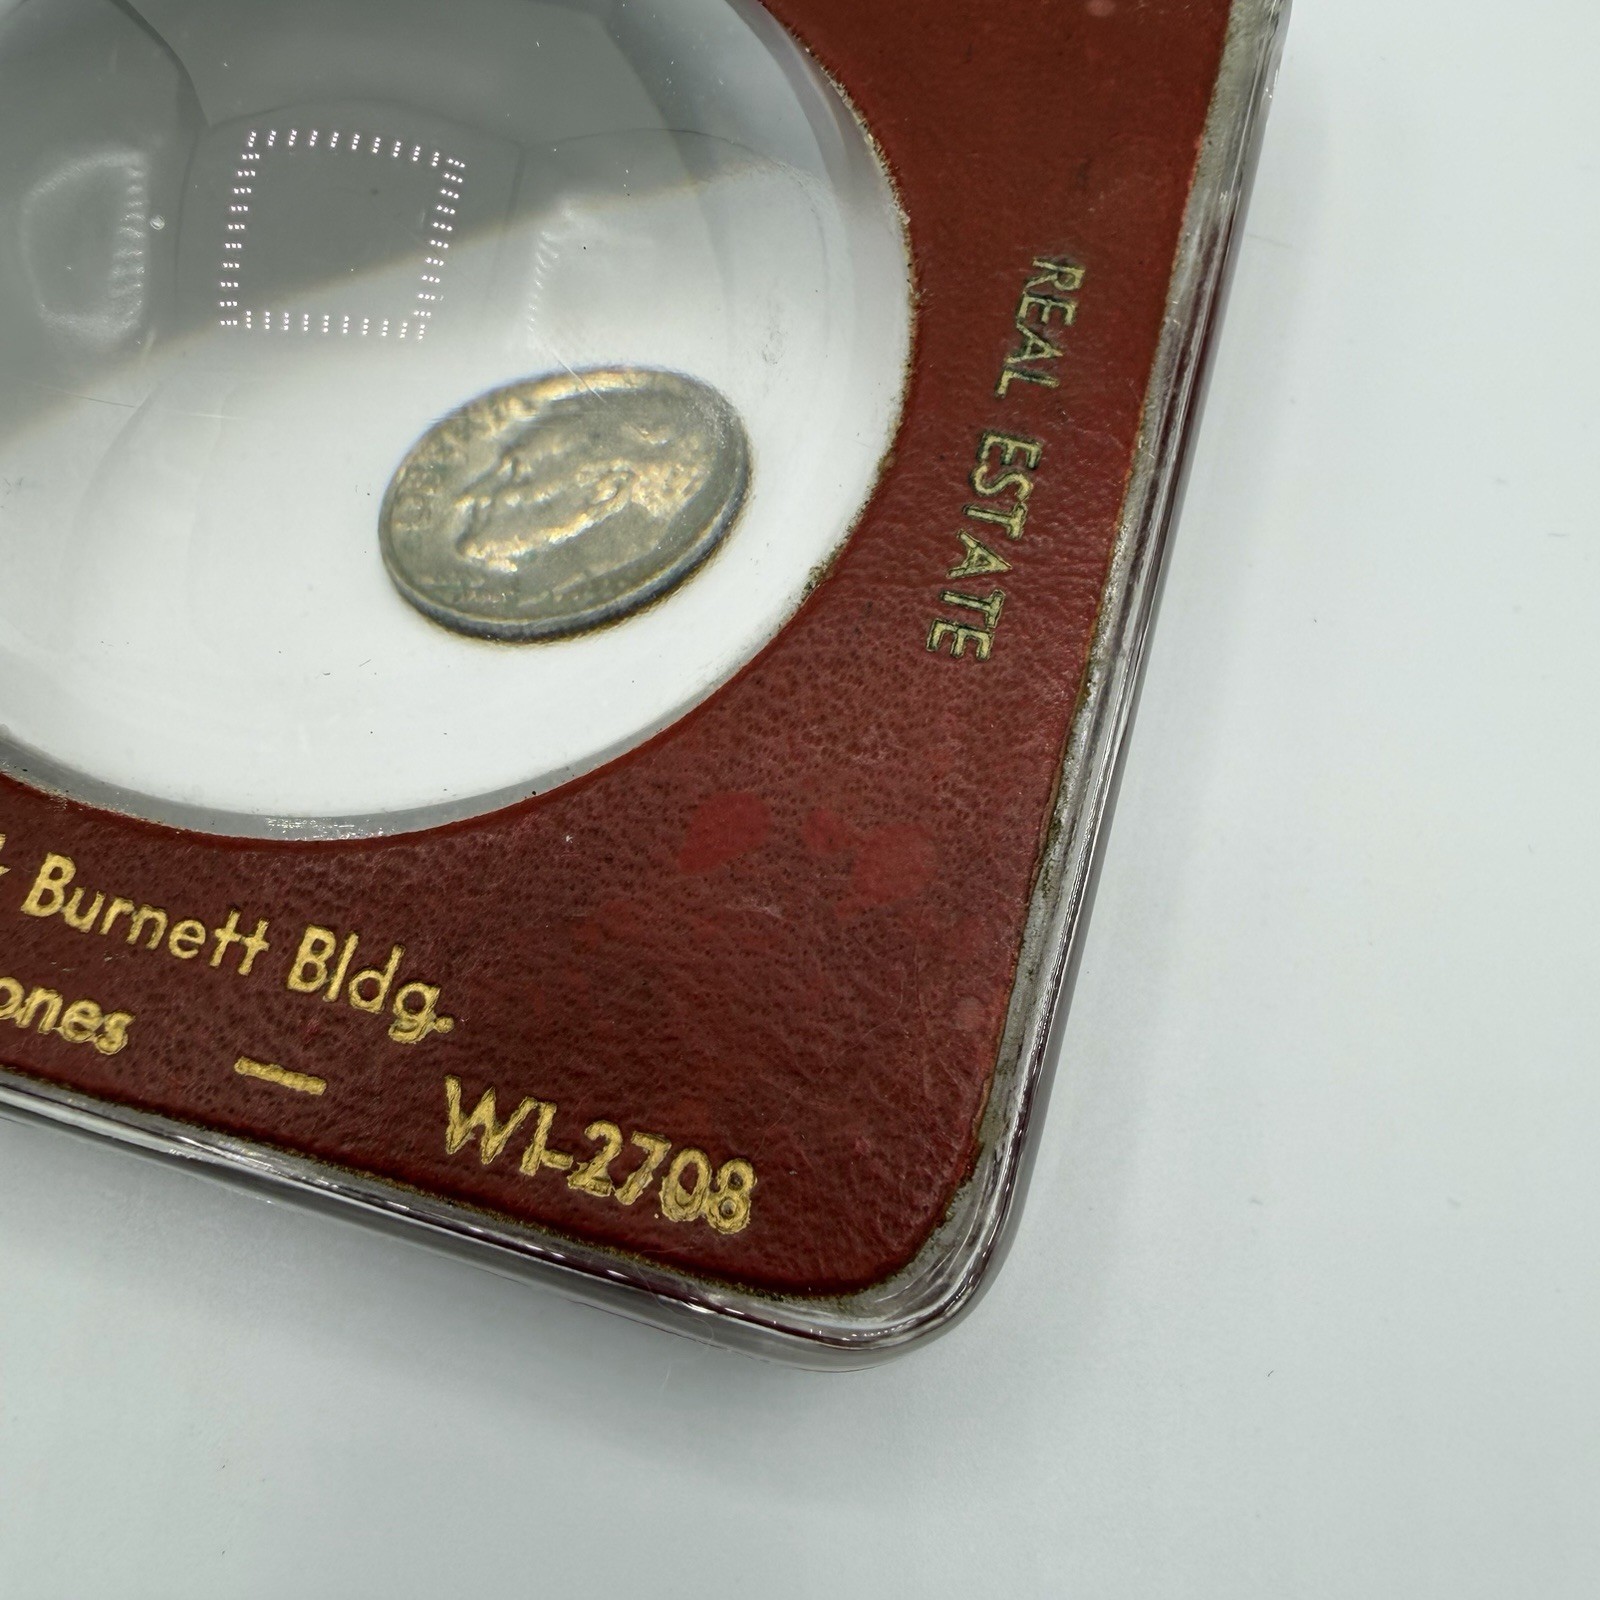 REAL ESTATE
& Burnett Bldg.
ones — WI-2708